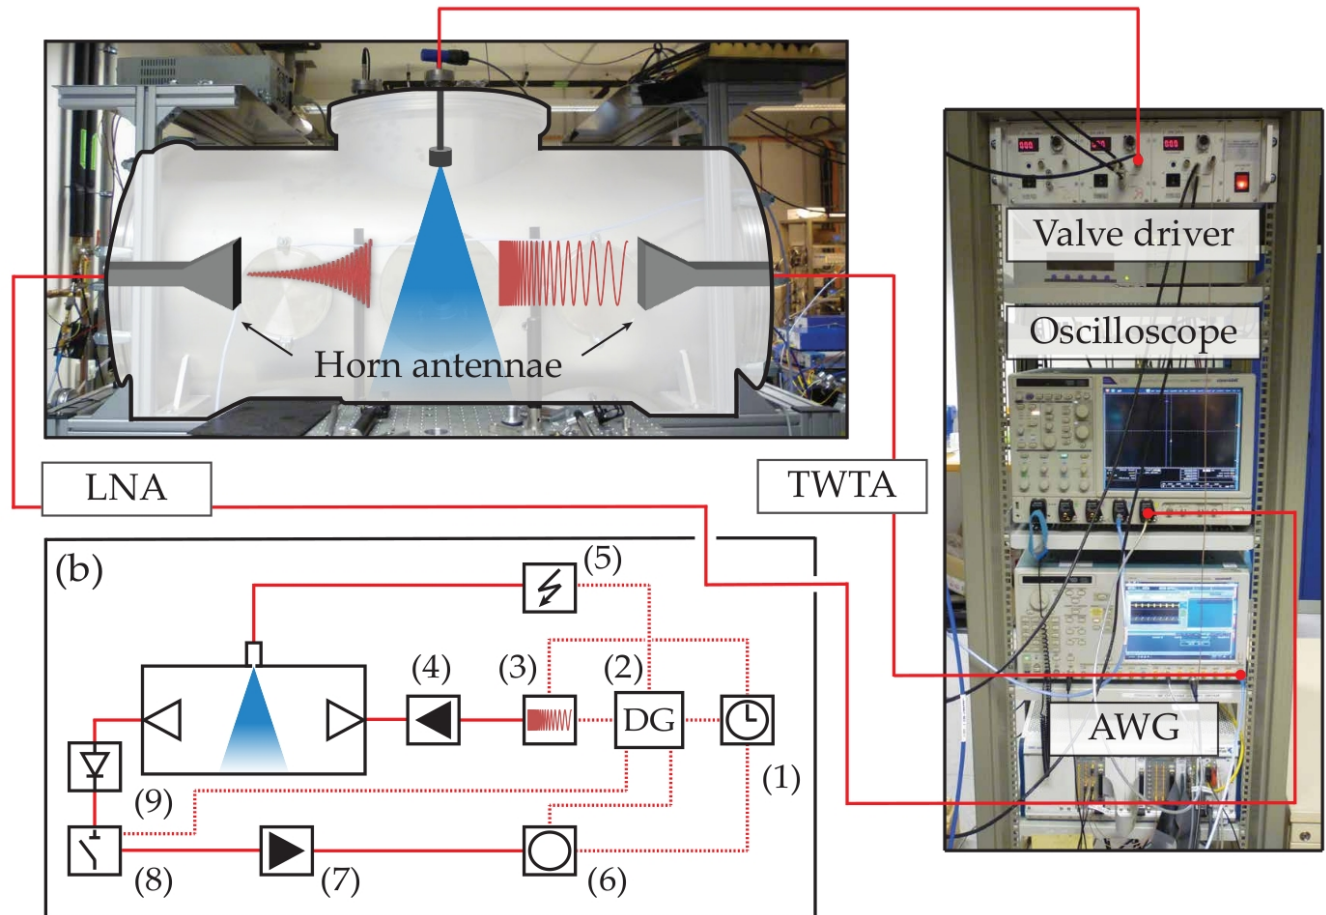 Valve driver
Oscilloscope
Horn antennae
LNA
TWTA
AWG
(b)
(5)
(4)
(3)
(2)
DG
(1)
(9)
(8)
(7)
(6)